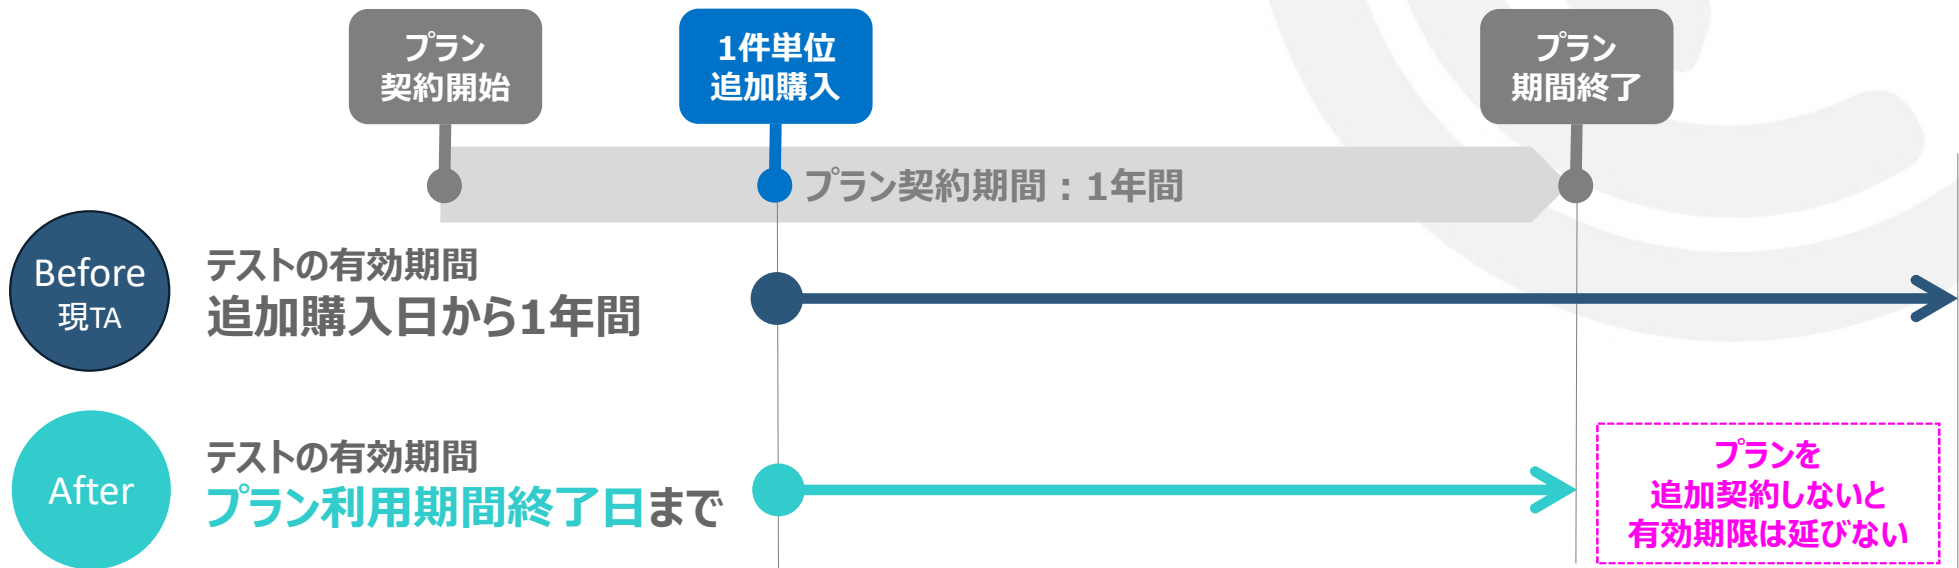 プラン
契約開始
1件単位
追加購入
プラン
期間終了
プラン契約期間：1年間
Before
現TA
テストの有効期間
追加購入日から1年間
After
テストの有効期間
プラン利用期間終了日まで
プランを
追加契約しないと
有効期限は延びない